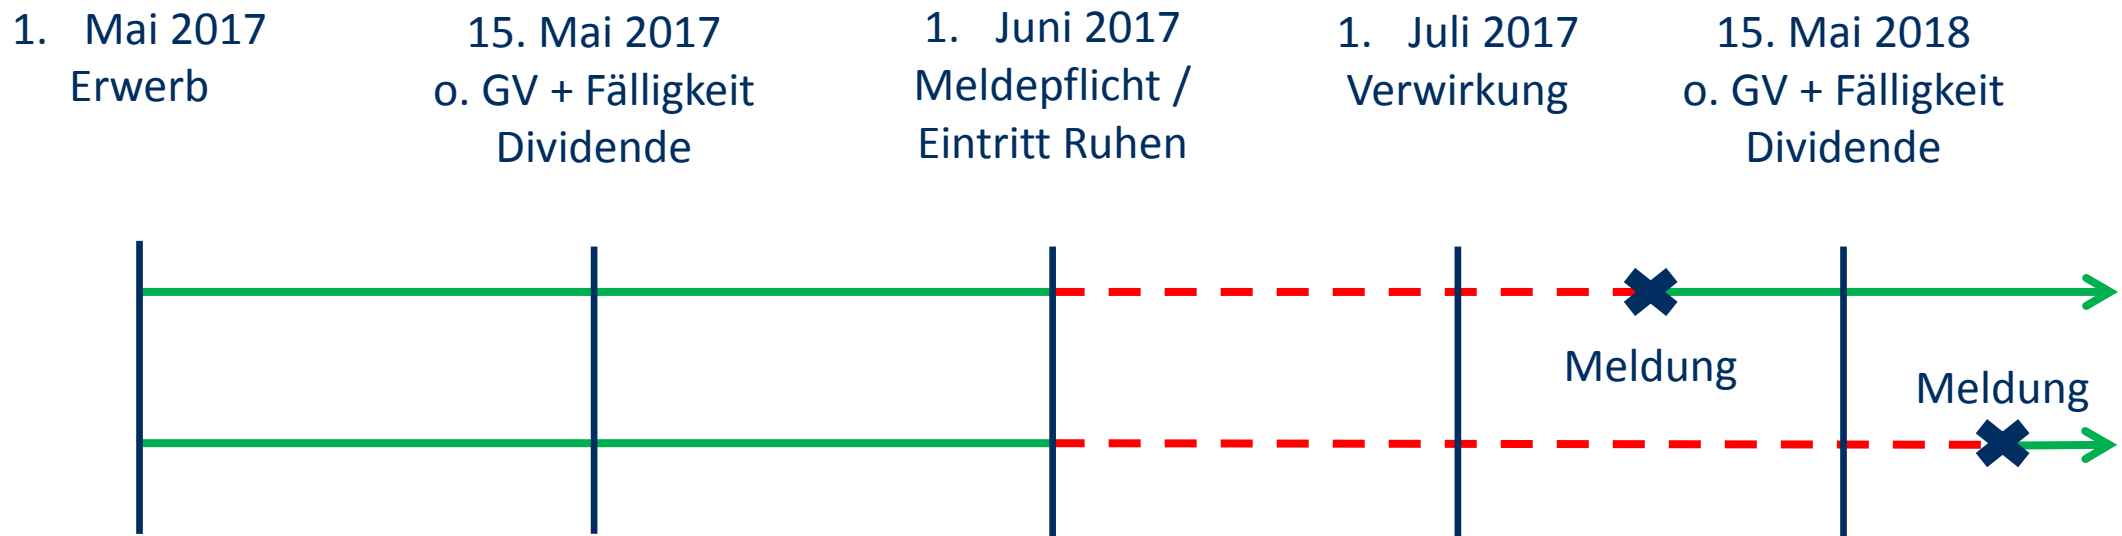 1. Mai 2017
Erwerb
15. Mai 2017
o. GV + Fälligkeit
Dividende
1. Juni 2017
Meldepflicht /
Eintritt Ruhen
1. Juli 2017
Verwirkung
15. Mai 2018
o. GV + Fälligkeit
Dividende
Meldung
Meldung